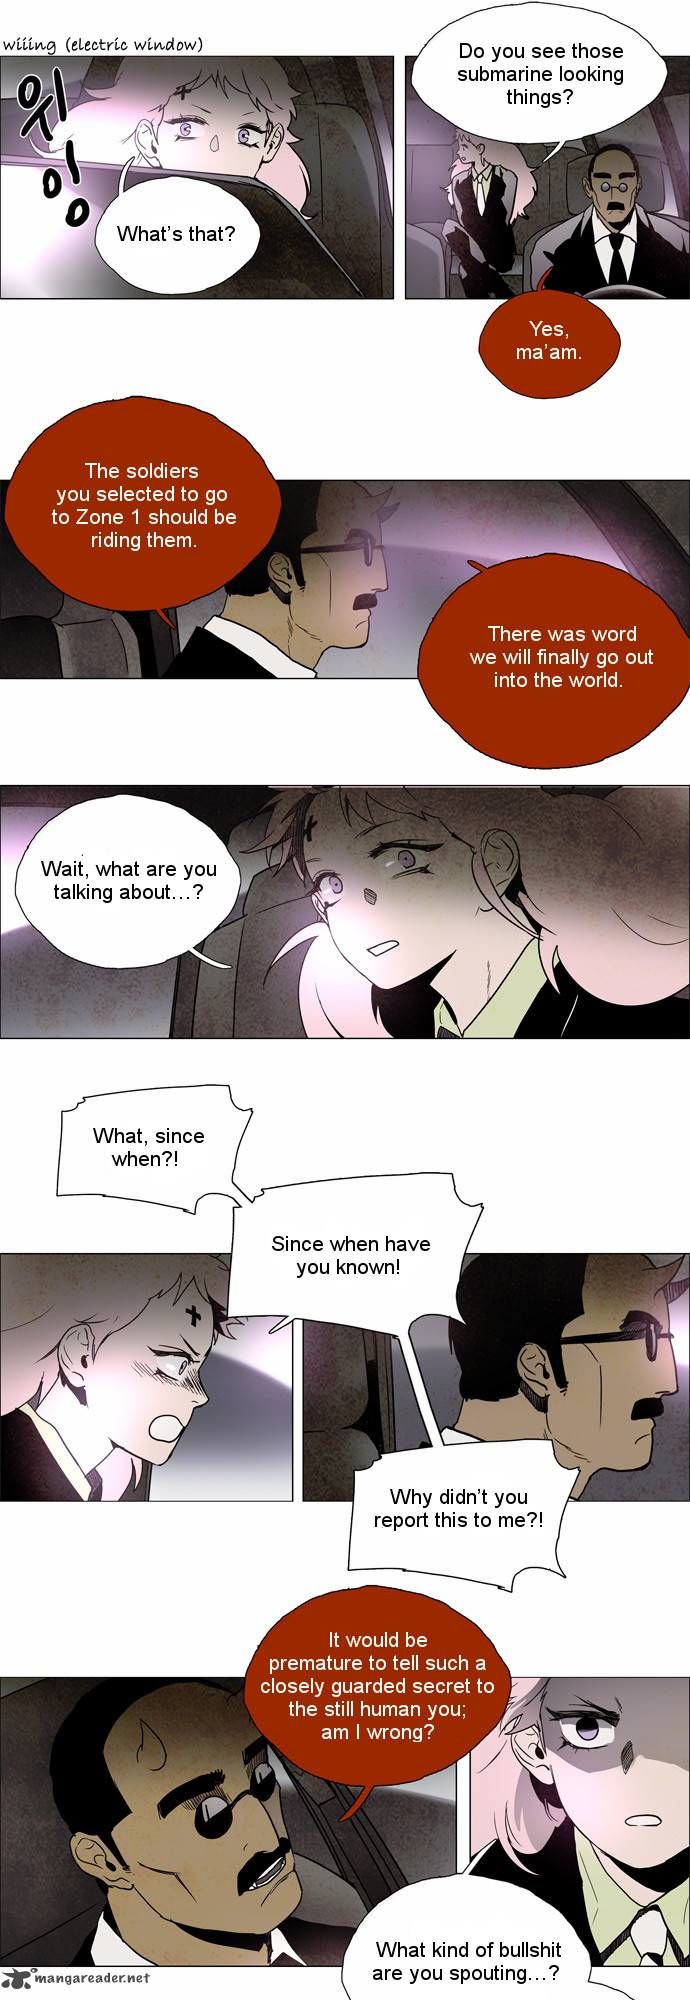 wiiing (electric window)
위이잉
What's that?
Do you see those
submarine looking
things?
Yes,
ma'am.
The soldiers
you selected to go
to Zone 1 should be
riding them.
There was word
we will finally go out
into the world.
Wait, what are you
talking about...?
What, since
when?!
Since when have
you known!
Why didn't you
report this to me?!
It would be
premature to tell such a
closely guarded secret to
the still human you;
am I wrong?
What kind of bullshit
are you spouting...?
mangareader.net